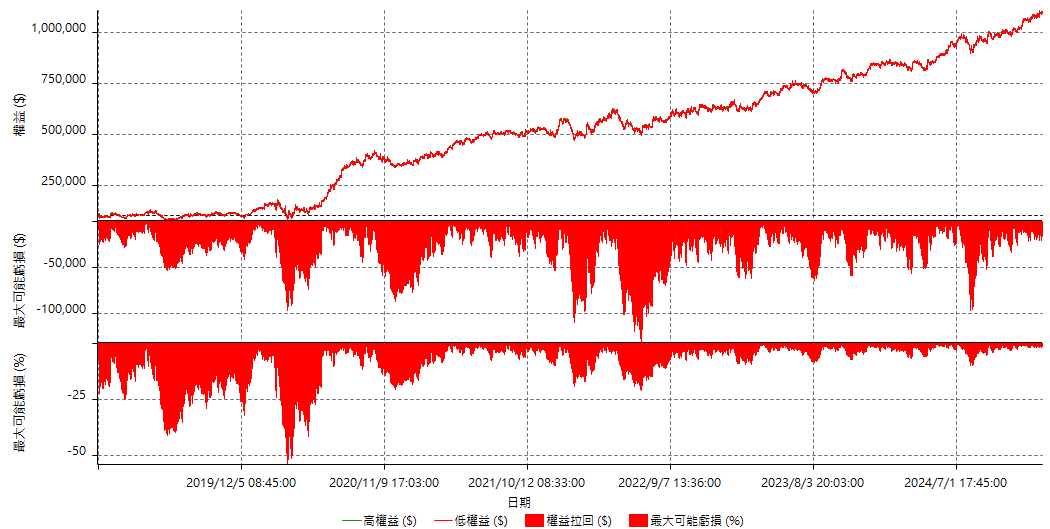 權益 ($)
1,000,000
750,000
500,000
250,000
最大可能虧損 ($)
-50,000
-100,000
最大可能虧損 (%)
-25
-50
2019/12/5 08:45:00 2020/11/9 17:03:00 2021/10/12 08:33:00 2022/9/7 13:36:00 2023/8/3 20:03:00 2024/7/1 17:45:00
日期
高權益 ($) 低權益 ($) 權益拉回 ($) 最大可能虧損 (%)